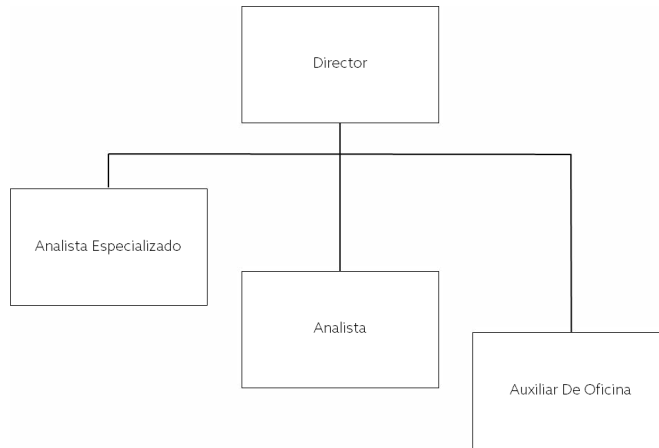 Director
Analista Especializado
Analista
Auxiliar De Oficina